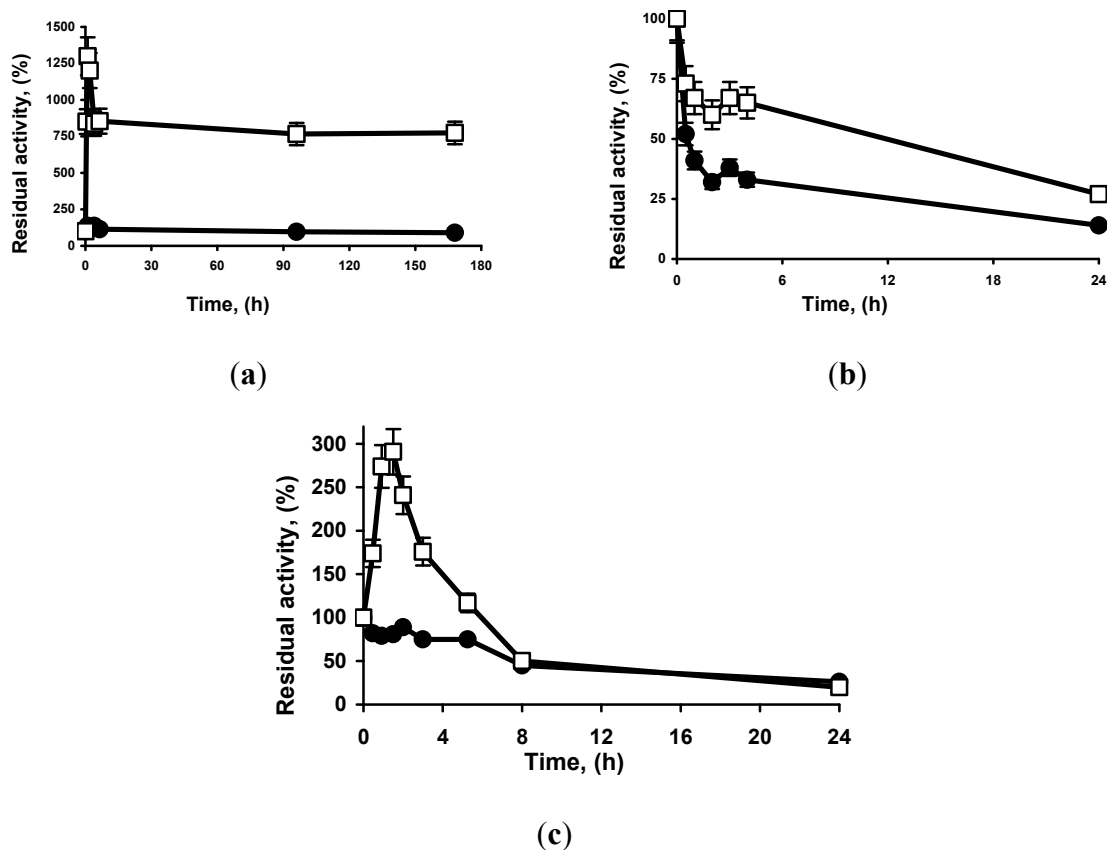 Residual activity, (%)
1500
1250
1000
750
500
250
0
0 30 60 90 120 150 180
Time, (h)
(a)
Residual activity, (%)
100
75
50
25
0
0 6 12 18 24
Time, (h)
(b)
Residual activity, (%)
300
250
200
150
100
50
0
0 4 8 12 16 20 24
Time, (h)
(c)